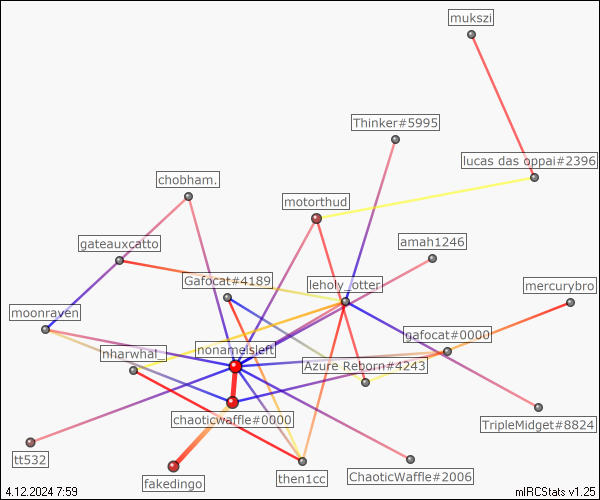 mukszi
Thinker#5995
lucas das oppai#2396
chobham.
motorthud
gateauxcatto
amah1246
Gafocat#4189
leholy_otter
mercurybro
moonraven
gafocat#0000
nharwhal_
nonameisleft
Azure Reborn#4243
chaoticwaffle#0000
TripleMidget#8824
tt532
fakedingo
then1cc
ChaoticWaffle#2006
4.12.2024 7:59
mIRCStats v1.25